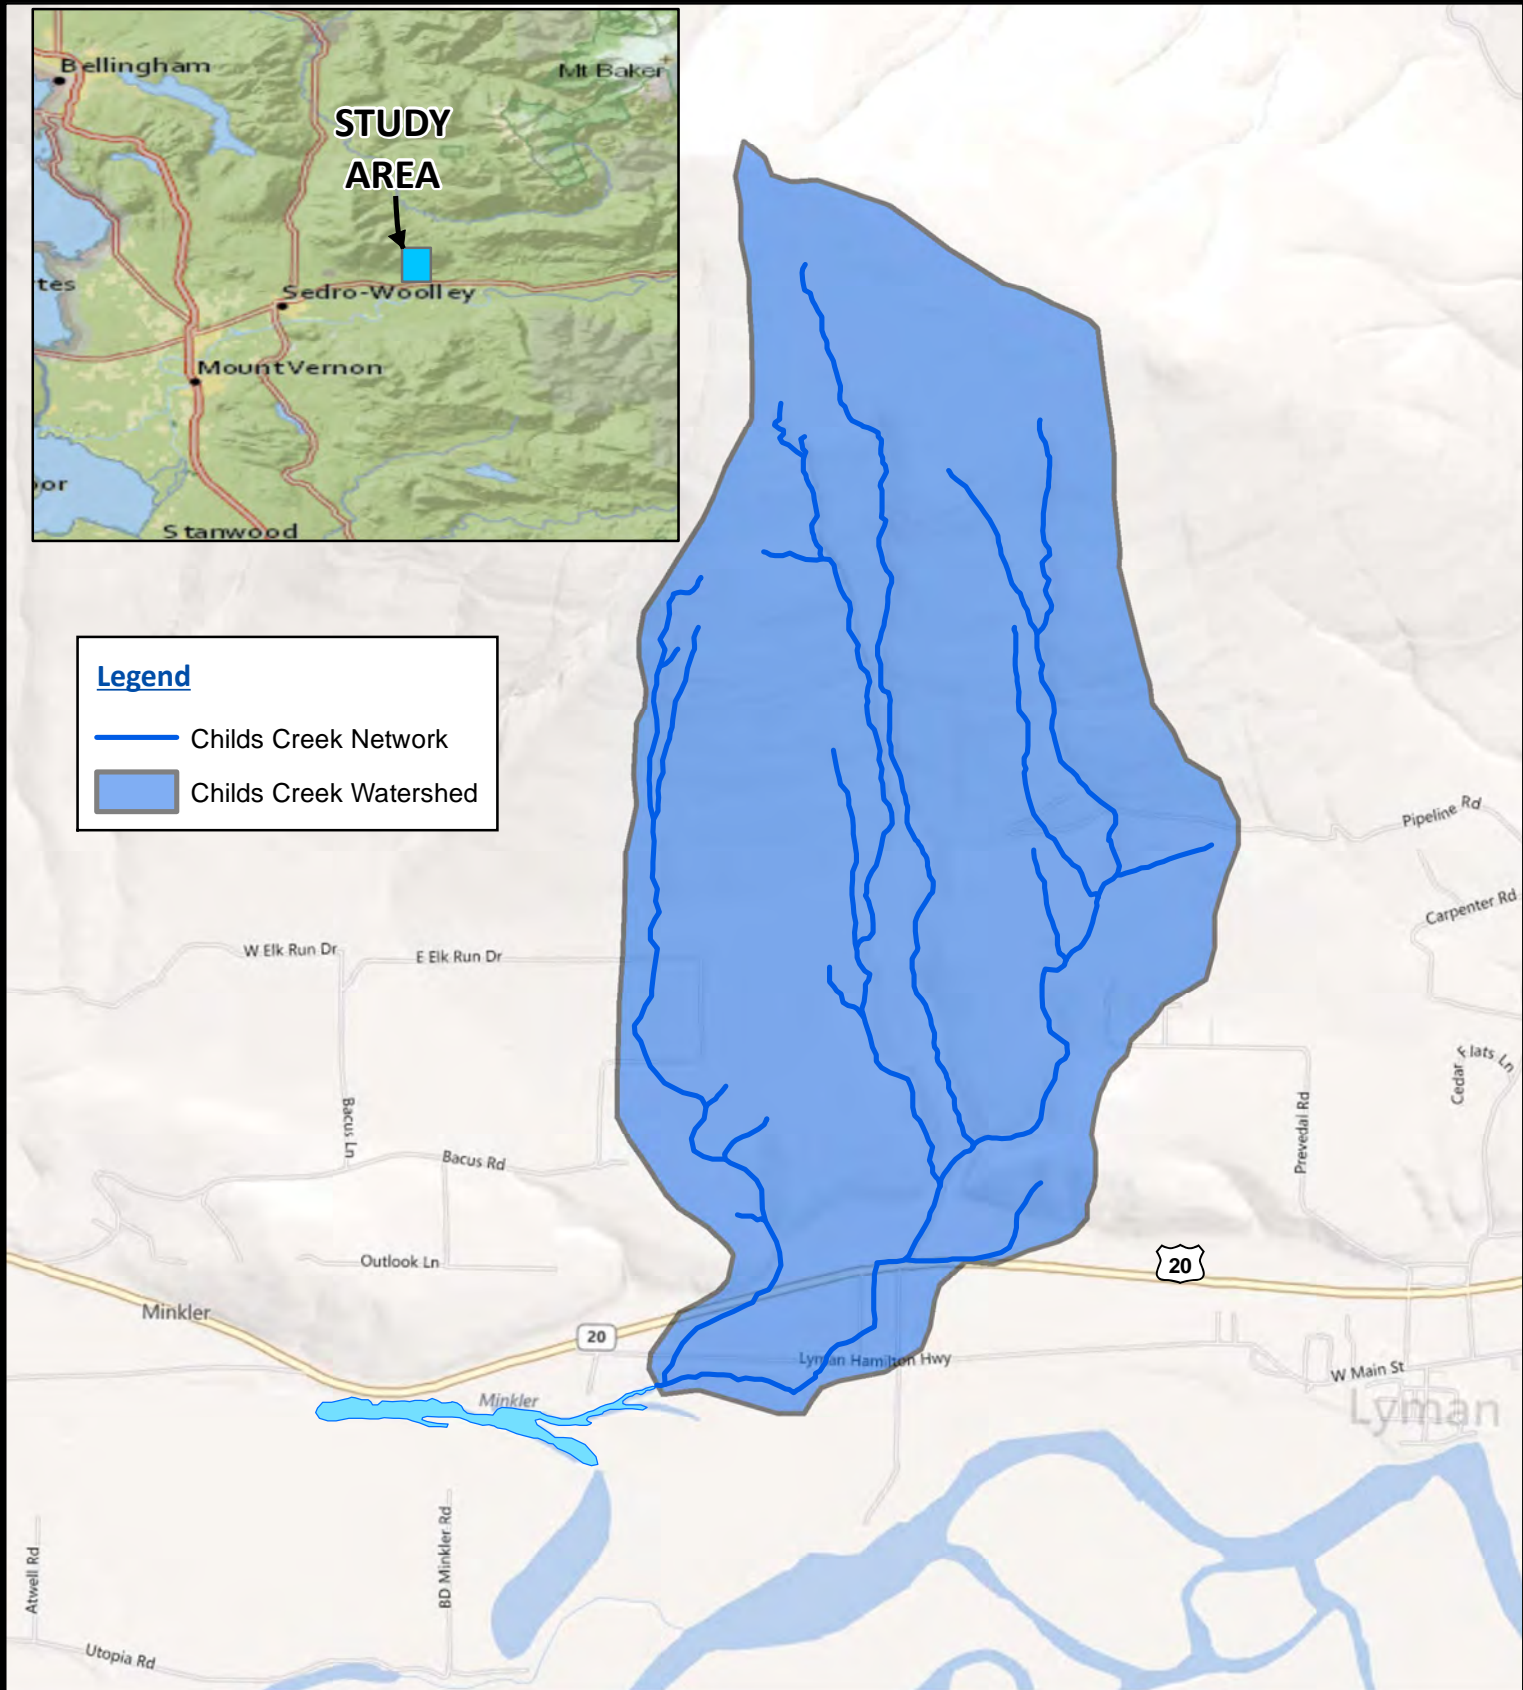 Bellingham
Mt Baker
STUDY
AREA
tes
Sedro-Woolley
Mount Vernon
oor
Stanwood
Legend
Childs Creek Network
Childs Creek Watershed
Pipeline Rd
Carpenter Rd
W Elk Run Dr
E Elk Run Dr
Cedar Flats Ln
Bacus Ln
Prevedal Rd
Bacus Rd
Outlook Ln
20
Minkler
20
Lyman Hamilton Hwy
W Main St
Minkler
Lyman
BD Minkler Rd
Atwell Rd
Utopia Rd